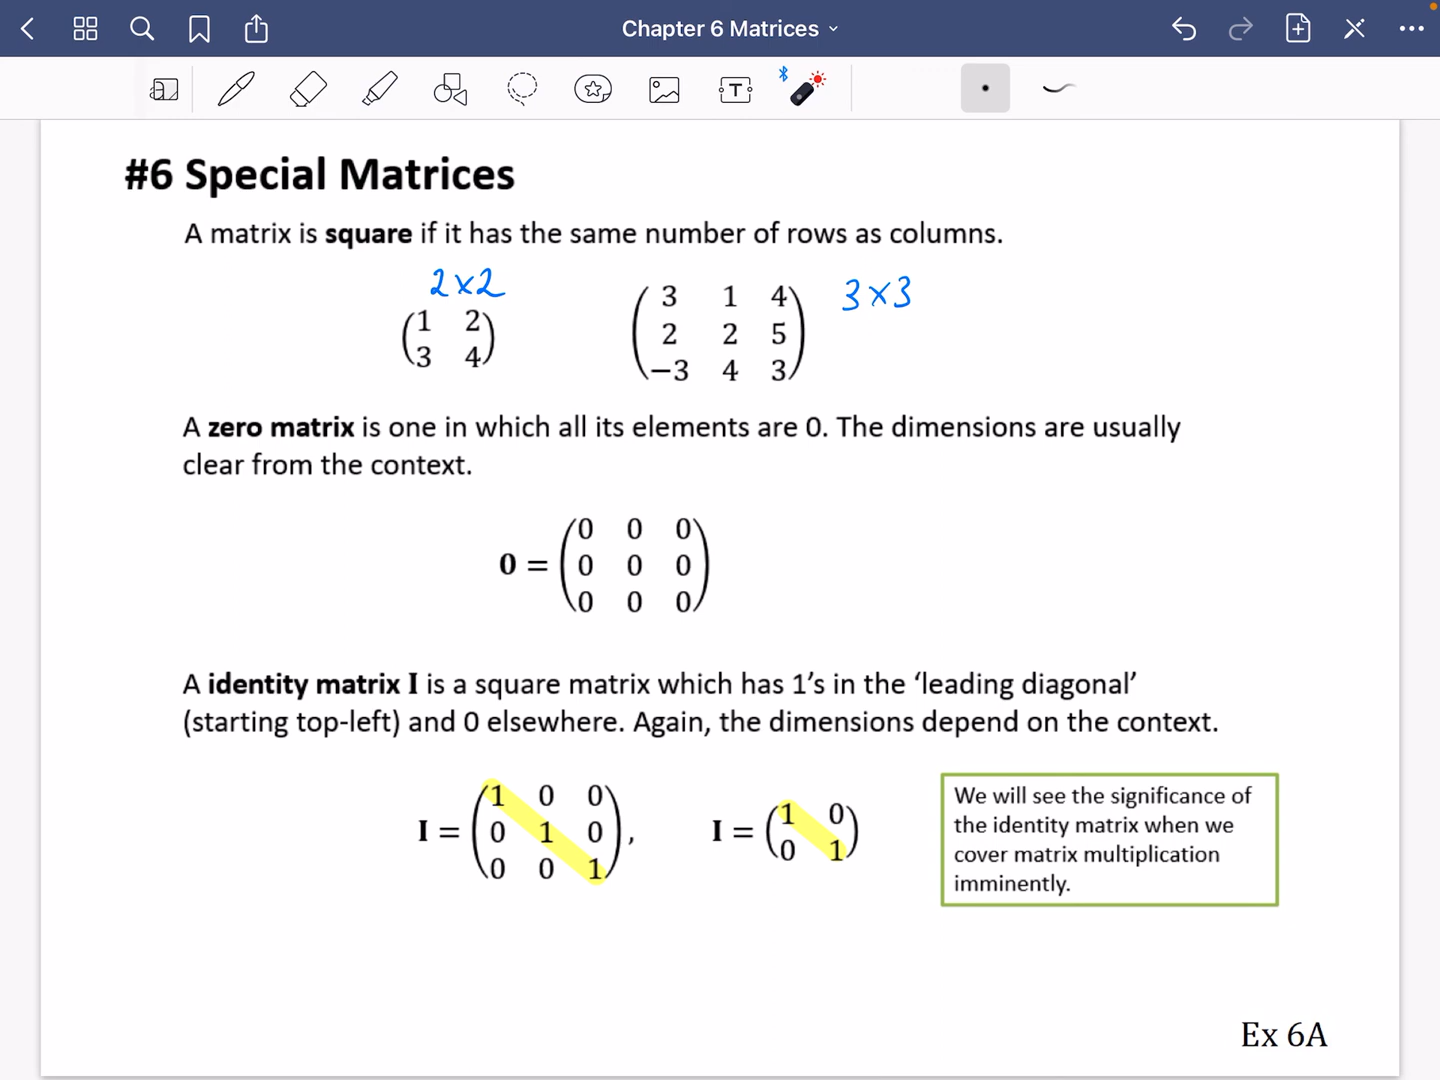 Chapter 6 Matrices
#6 Special Matrices
A matrix is square if it has the same number of rows as columns.
2×2
3×3
1 2
3 4
3 1 4
2 2 5
−3 4 3
A zero matrix is one in which all its elements are 0. The dimensions are usually
clear from the context.
0 =
0 0 0
0 0 0
0 0 0
A identity matrix I is a square matrix which has 1’s in the ‘leading diagonal’
(starting top-left) and 0 elsewhere. Again, the dimensions depend on the context.
I =
1 0 0
0 1 0
0 0 1
,
I =
1 0
0 1
We will see the significance of
the identity matrix when we
cover matrix multiplication
imminently.
Ex 6A